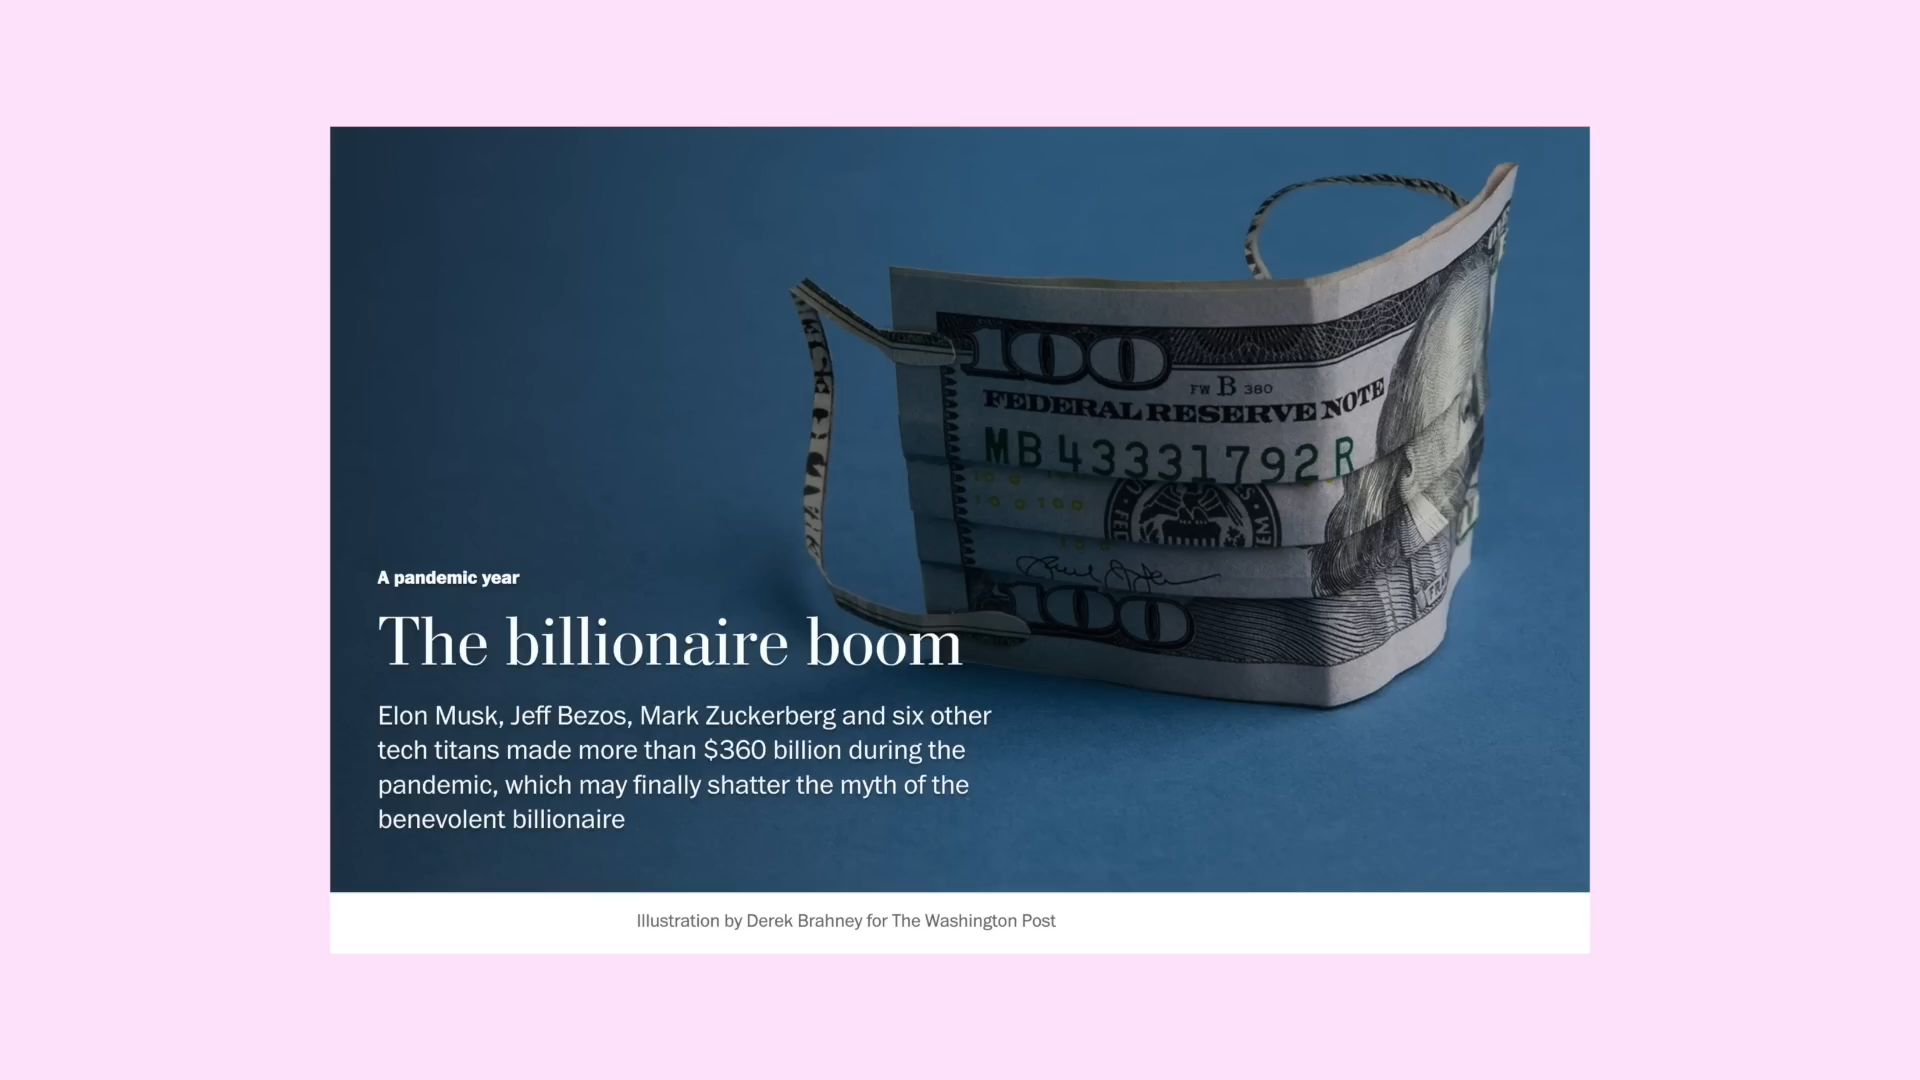 100
FW B 380
FEDERAL RESERVE NOTE
MB43331792R
100
A pandemic year
The billionaire boom
Elon Musk, Jeff Bezos, Mark Zuckerberg and six other
tech titans made more than $360 billion during the
pandemic, which may finally shatter the myth of the
benevolent billionaire
Illustration by Derek Brahney for The Washington Post